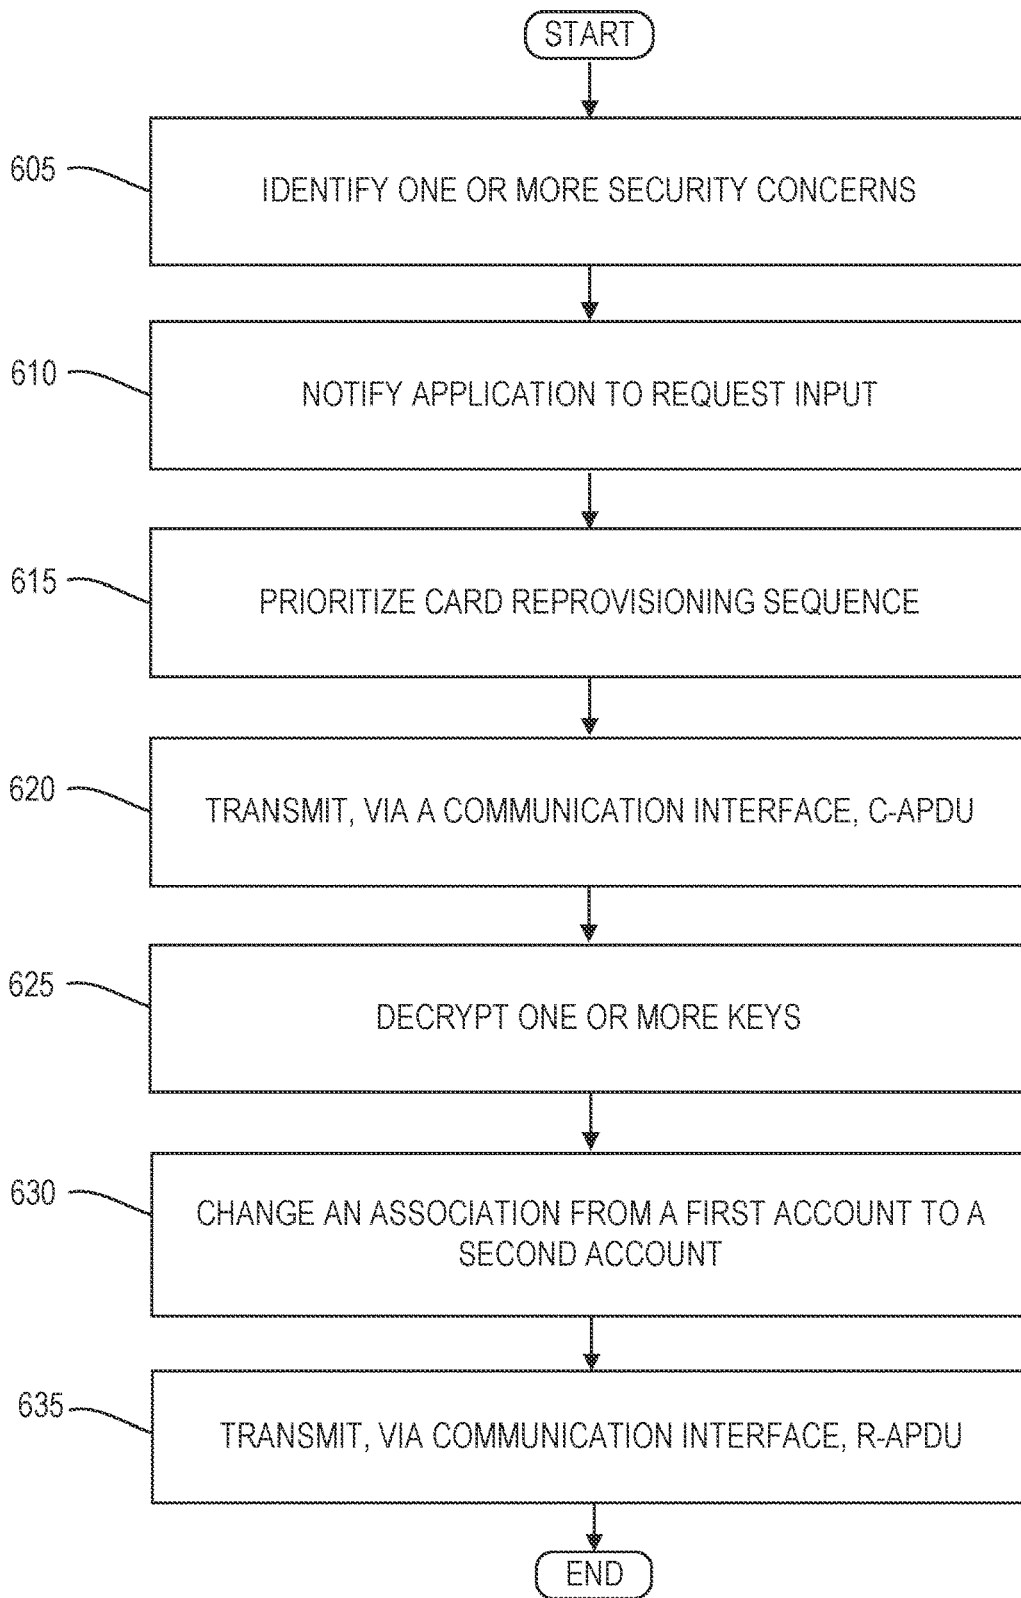 START
605
IDENTIFY ONE OR MORE SECURITY CONCERNS
610
NOTIFY APPLICATION TO REQUEST INPUT
615
PRIORITIZE CARD REPROVISIONING SEQUENCE
620
TRANSMIT, VIA A COMMUNICATION INTERFACE, C-APDU
625
DECRYPT ONE OR MORE KEYS
630
CHANGE AN ASSOCIATION FROM A FIRST ACCOUNT TO A
SECOND ACCOUNT
635
TRANSMIT, VIA COMMUNICATION INTERFACE, R-APDU
END